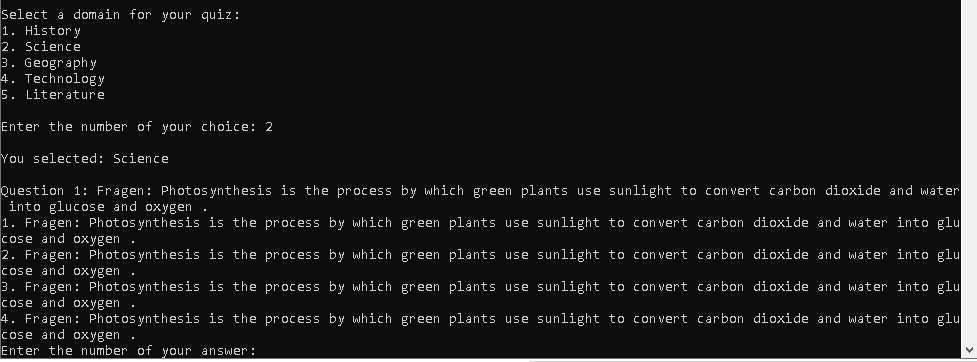 Select a domain for your quiz:
1. History
2. Science
3. Geography
4. Technology
5. Literature
Enter the number of your choice: 2
You selected: Science
Question 1: Fragen: Photosynthesis is the process by which green plants use sunlight to convert carbon dioxide and water
 into glucose and oxygen .
1. Fragen: Photosynthesis is the process by which green plants use sunlight to convert carbon dioxide and water into glu
cose and oxygen .
2. Fragen: Photosynthesis is the process by which green plants use sunlight to convert carbon dioxide and water into glu
cose and oxygen .
3. Fragen: Photosynthesis is the process by which green plants use sunlight to convert carbon dioxide and water into glu
cose and oxygen .
4. Fragen: Photosynthesis is the process by which green plants use sunlight to convert carbon dioxide and water into glu
cose and oxygen .
Enter the number of your answer: